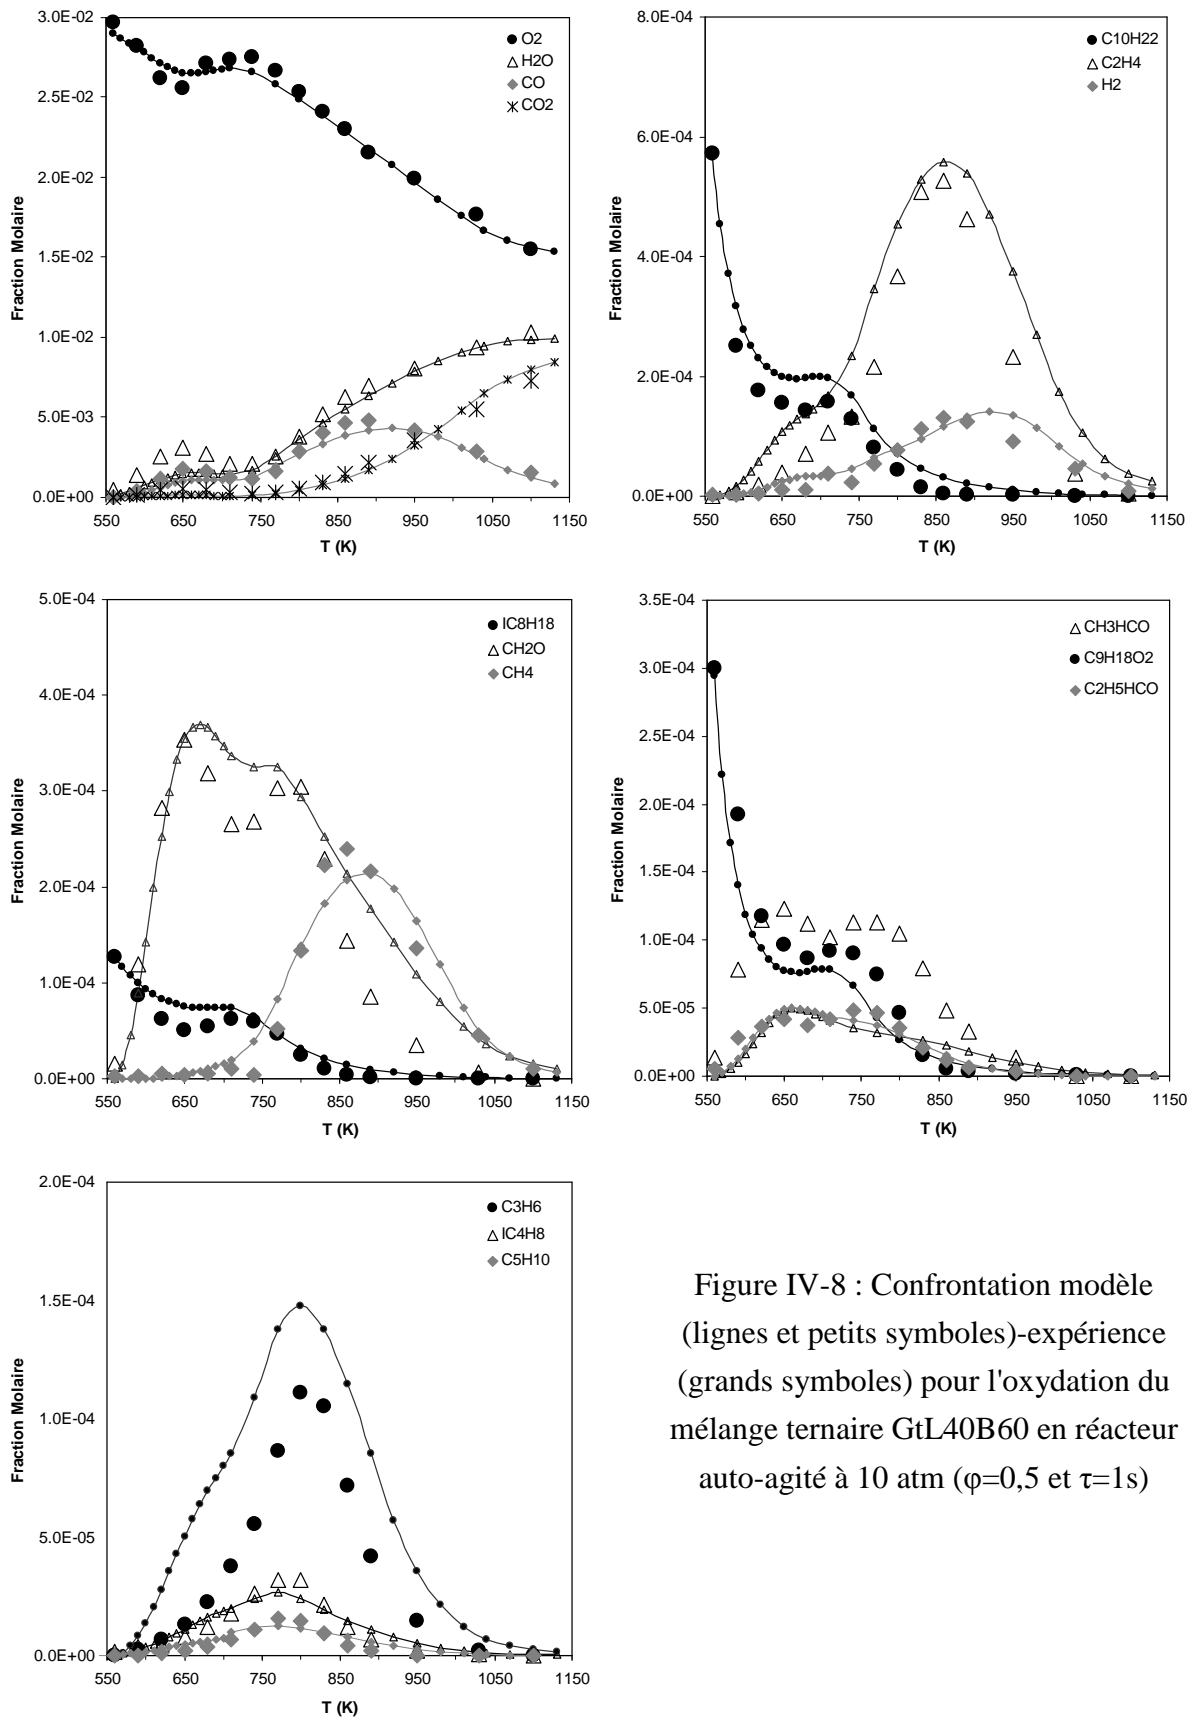 3.0E-02
2.5E-02
2.0E-02
1.5E-02
1.0E-02
5.0E-03
0.0E+00
Fraction Molaire
O2
H2O
CO
CO2
550 650 750 850 950 1050 1150
T (K)
8.0E-04
6.0E-04
4.0E-04
2.0E-04
0.0E+00
Fraction Molaire
C10H22
C2H4
H2
550 650 750 850 950 1050 1150
T (K)
5.0E-04
4.0E-04
3.0E-04
2.0E-04
1.0E-04
0.0E+00
Fraction Molaire
IC8H18
CH2O
CH4
550 650 750 850 950 1050 1150
T (K)
3.5E-04
3.0E-04
2.5E-04
2.0E-04
1.5E-04
1.0E-04
5.0E-05
0.0E+00
Fraction Molaire
CH3HCO
C9H18O2
C2H5HCO
550 650 750 850 950 1050 1150
T (K)
2.0E-04
1.5E-04
1.0E-04
5.0E-05
0.0E+00
Fraction Molaire
C3H6
IC4H8
C5H10
550 650 750 850 950 1050 1150
T (K)
Figure IV-8 : Confrontation modèle
(lignes et petits symboles)-expérience
(grands symboles) pour l'oxydation du
mélange ternaire GtL40B60 en réacteur
auto-agité à 10 atm (φ=0,5 et τ=1s)